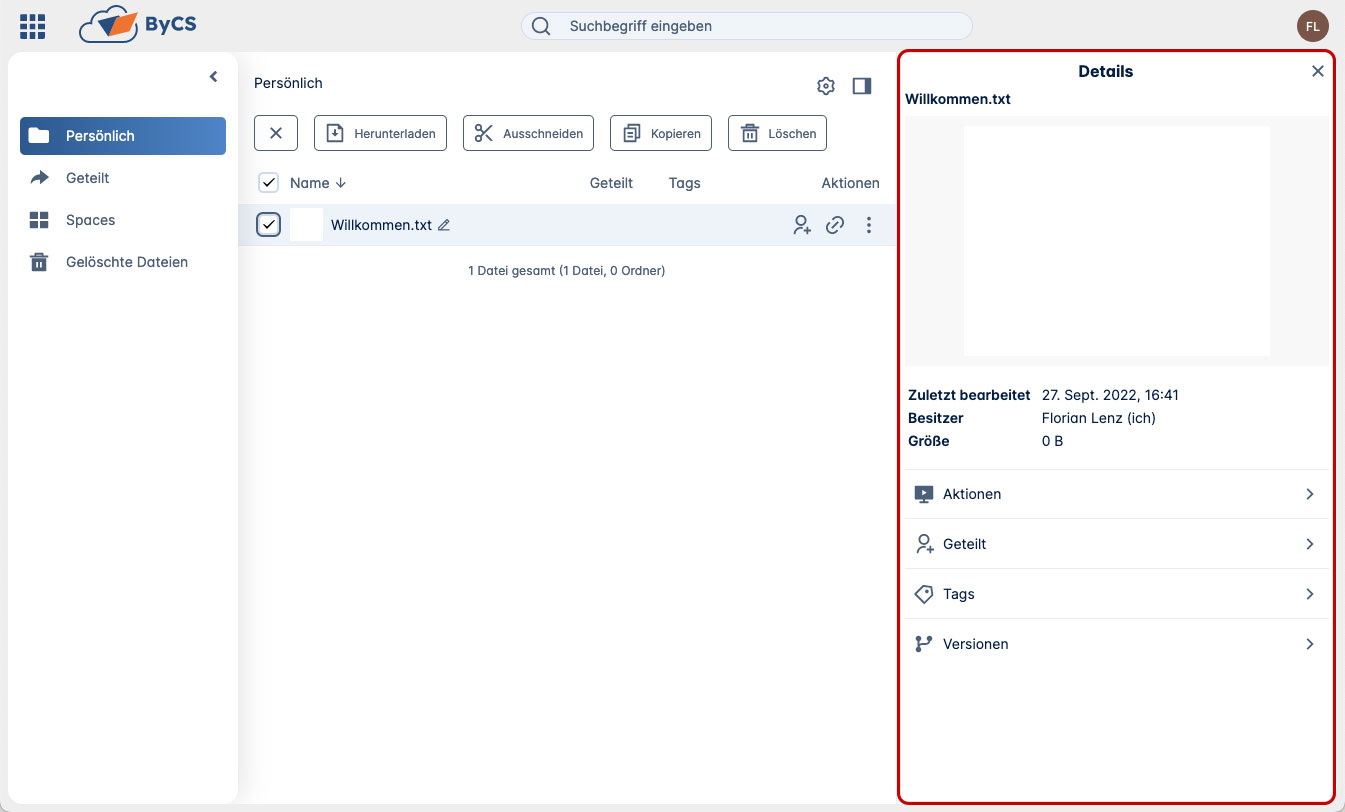 ByCS
Suchbegriff eingeben
FL
Persönlich
Geteilt
Spaces
Gelöschte Dateien
Persönlich
Herunterladen
Ausschneiden
Kopieren
Löschen
Name Geteilt Tags Aktionen
Willkommen.txt
1 Datei gesamt (1 Datei, 0 Ordner)
Details
Willkommen.txt
Zuletzt bearbeitet 27. Sept. 2022, 16:41
Besitzer Florian Lenz (ich)
Größe 0 B
Aktionen
Geteilt
Tags
Versionen